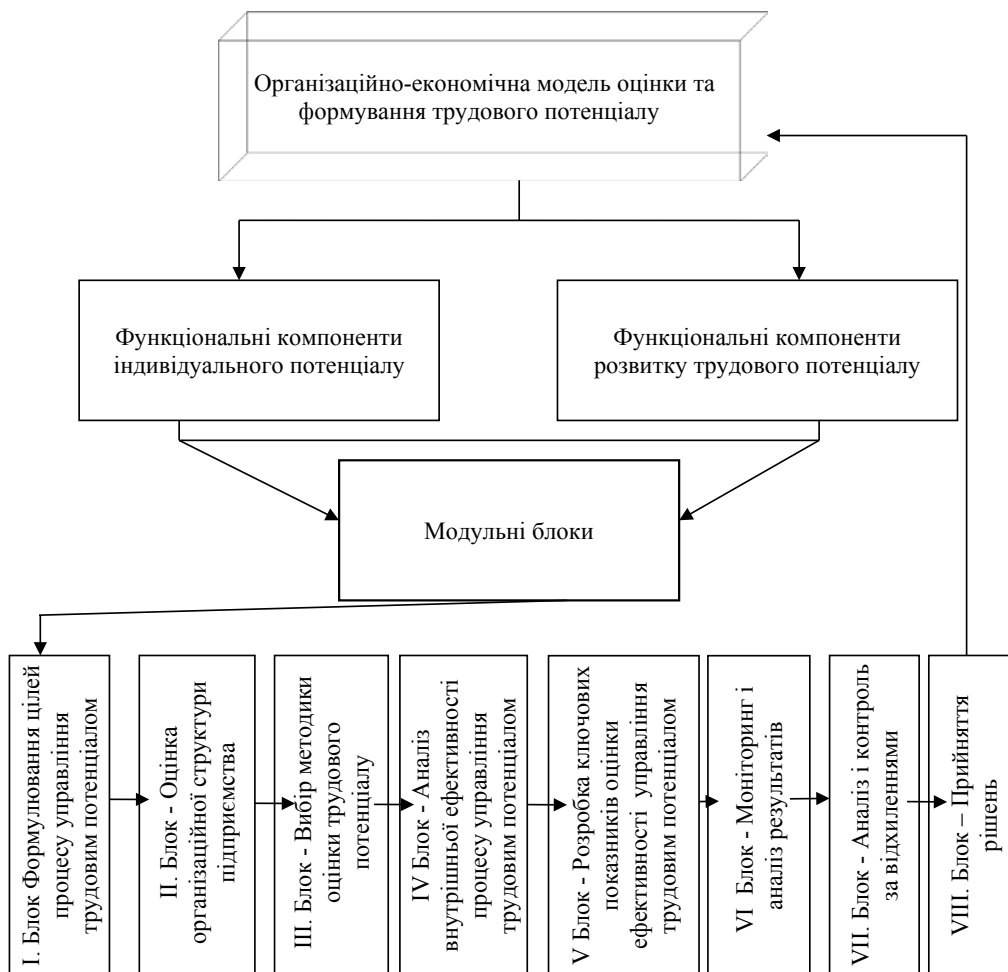 Організаційно-економічна модель оцінки та
формування трудового потенціалу
Функціональні компоненти
індивідуального потенціалу
Функціональні компоненти
розвитку трудового потенціалу
Модульні блоки
І. Блок Формулювання цілей
процесу управління
трудовим потенціалом
ІІ. Блок - Оцінка
організаційної структури
підприємства
ІІІ. Блок - Вибір методики
оцінки трудового
потенціалу
IV Блок - Аналіз
внутрішньої ефективності
процесу управління
трудовим потенціалом
V Блок - Розробка ключових
показників оцінки
ефективності управління
трудовим потенціалом
VI Блок - Моніторинг і
аналіз результатів
VII. Блок - Аналіз і контроль
за відхиленнями
VIII. Блок – Прийняття
рішень